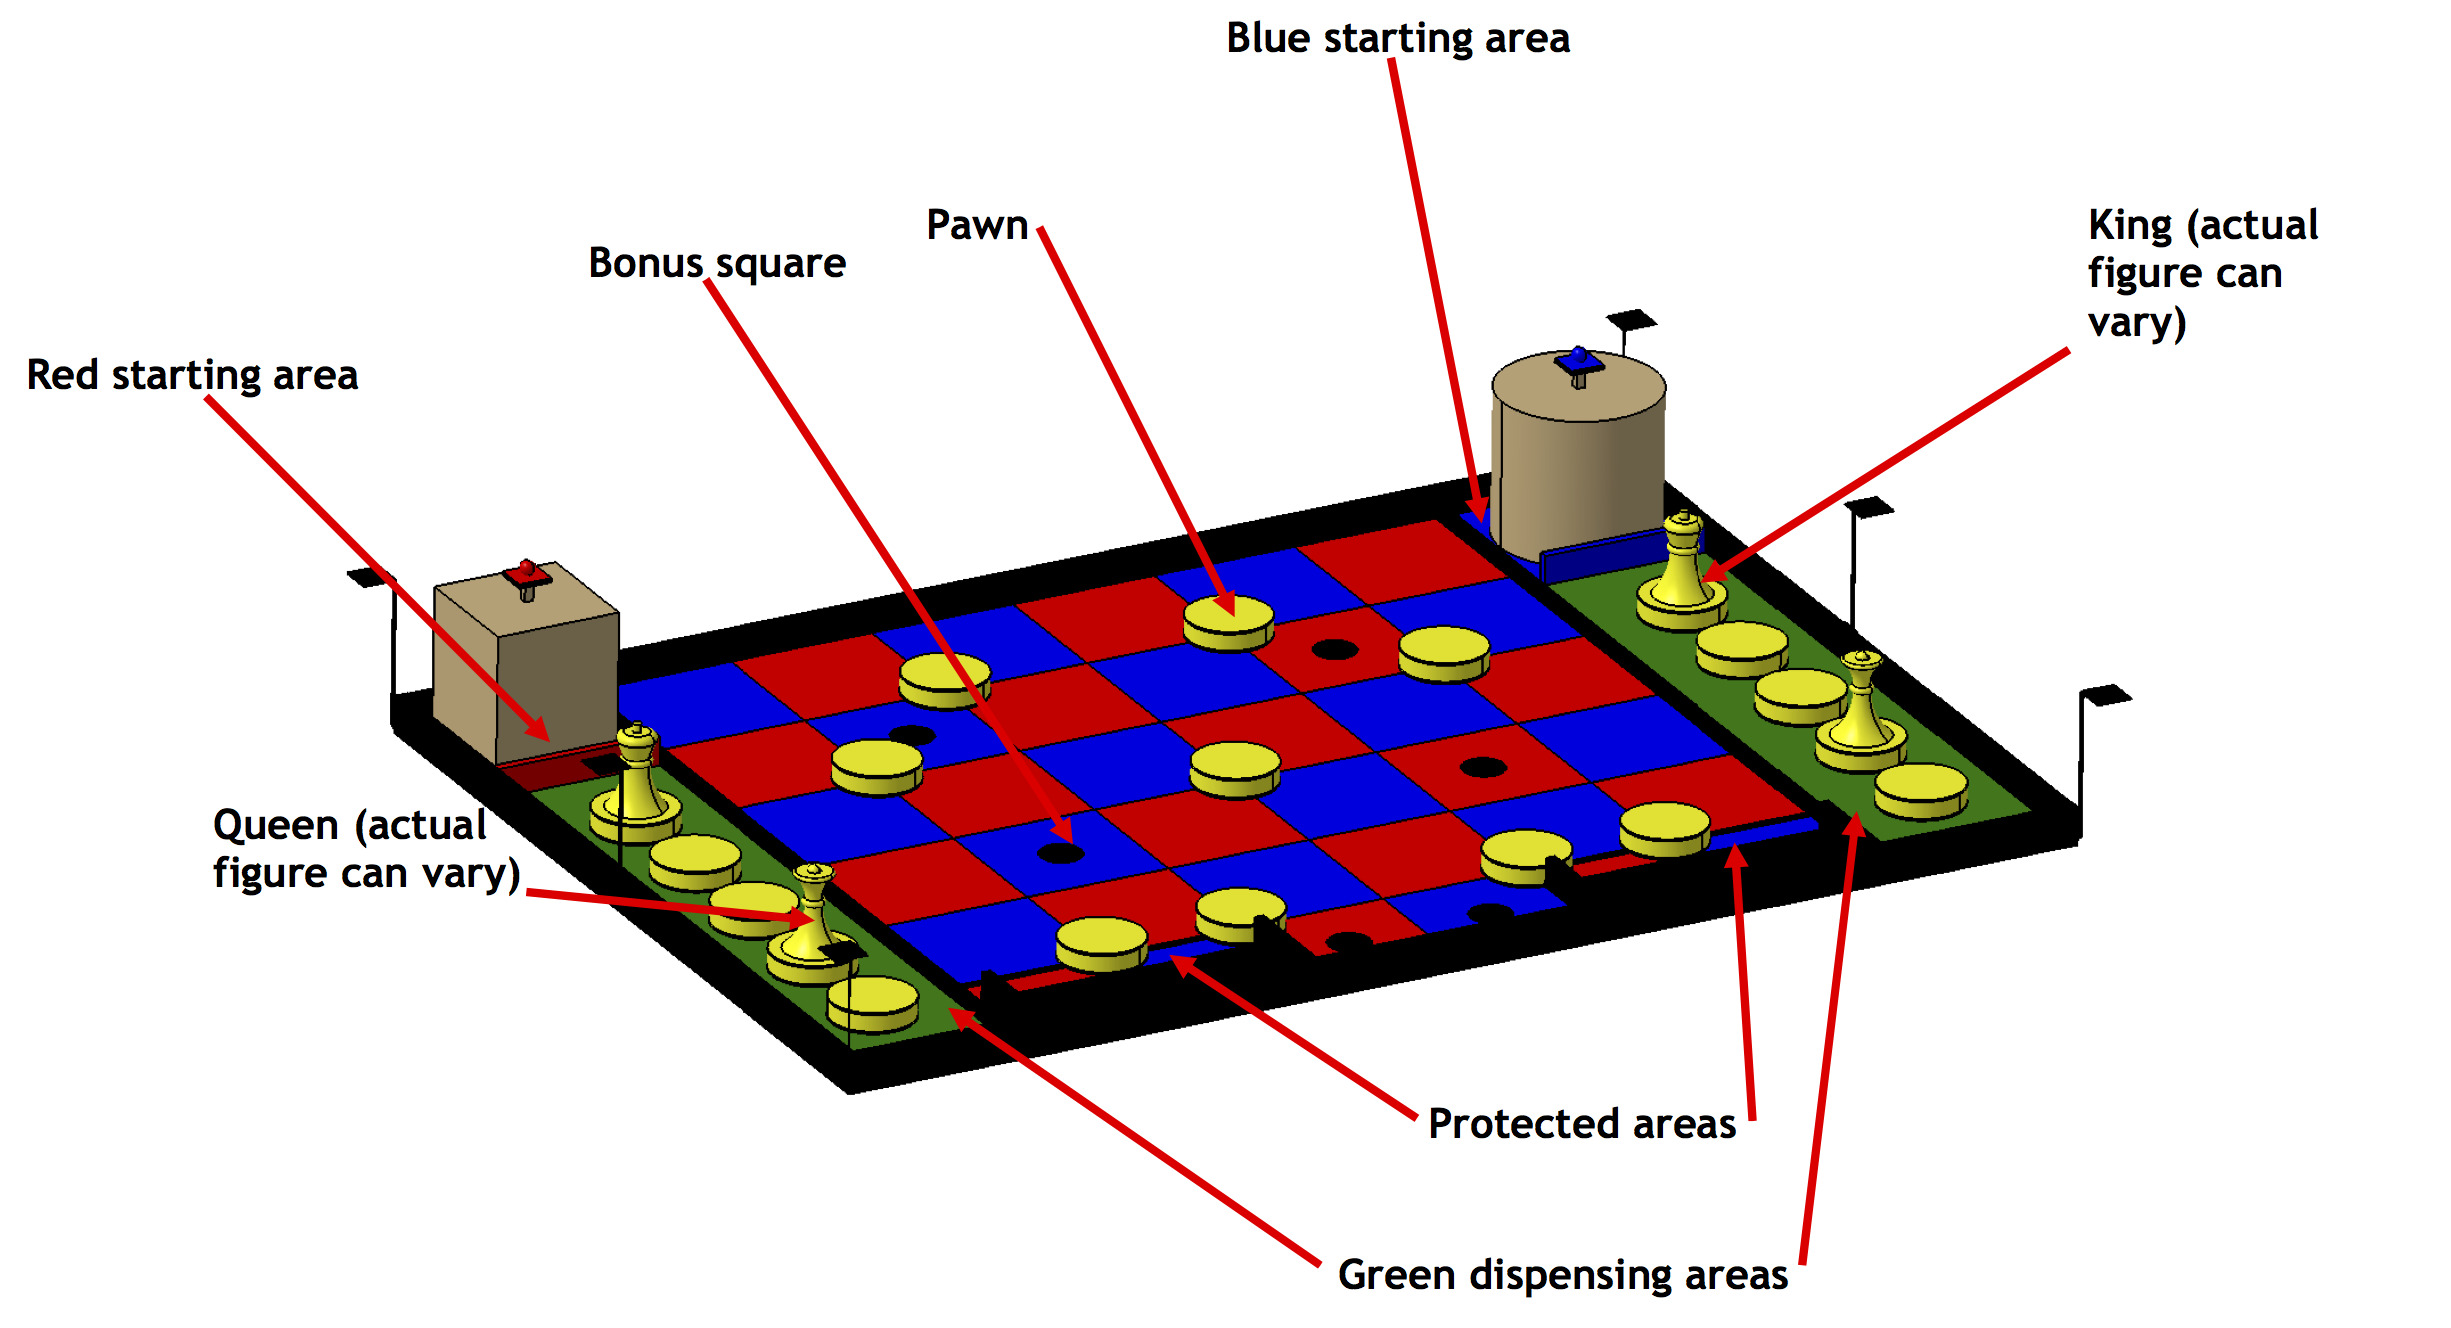 Blue starting area
Pawn
King (actual
figure can
vary)
Bonus square
Red starting area
Queen (actual
figure can vary)
Protected areas
Green dispensing areas